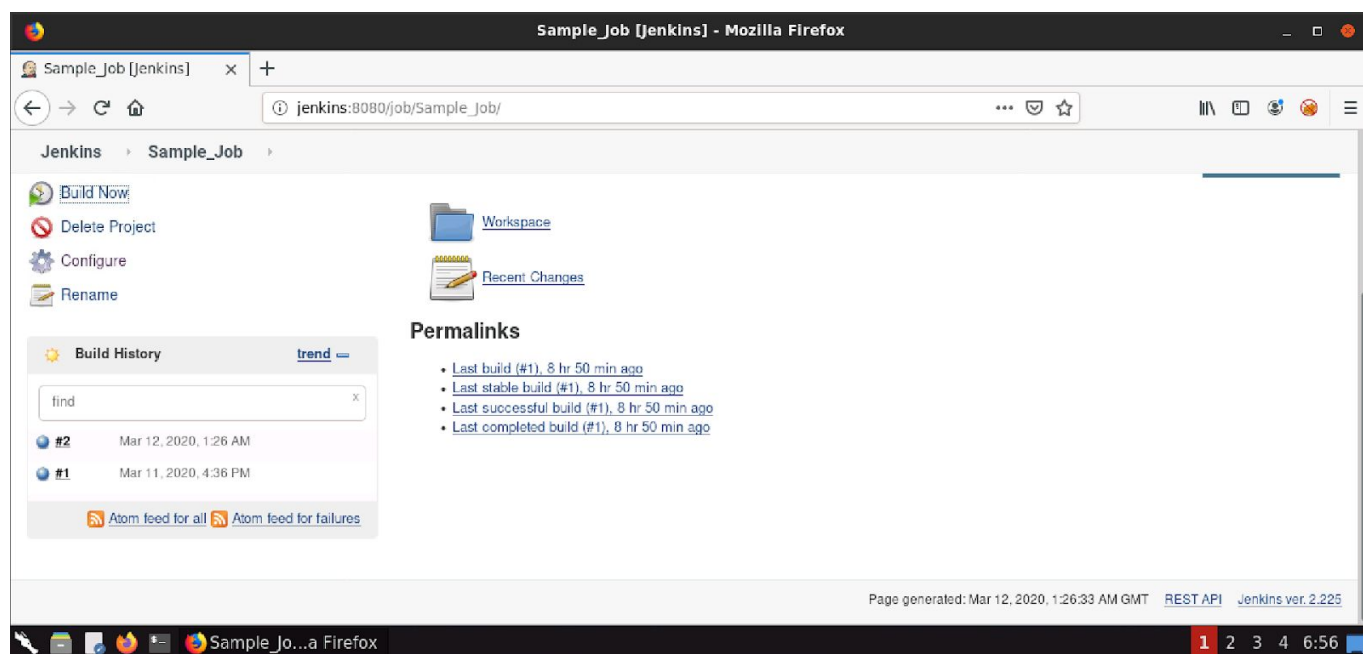 Sample_Job [Jenkins] - Mozilla Firefox
Sample_Job [Jenkins]
jenkins:8080/job/Sample_Job/
Jenkins Sample_Job
Build Now
Delete Project
Configure
Rename
Workspace
Recent Changes
Permalinks
Last build (#1), 8 hr 50 min ago
Last stable build (#1), 8 hr 50 min ago
Last successful build (#1), 8 hr 50 min ago
Last completed build (#1), 8 hr 50 min ago
Build History trend
find x
#2 Mar 12, 2020, 1:26 AM
#1 Mar 11, 2020, 4:36 PM
Atom feed for all Atom feed for failures
Page generated: Mar 12, 2020, 1:26:33 AM GMT REST API Jenkins ver. 2.225
Sample_Jo...a Firefox 1 2 3 4 6:56